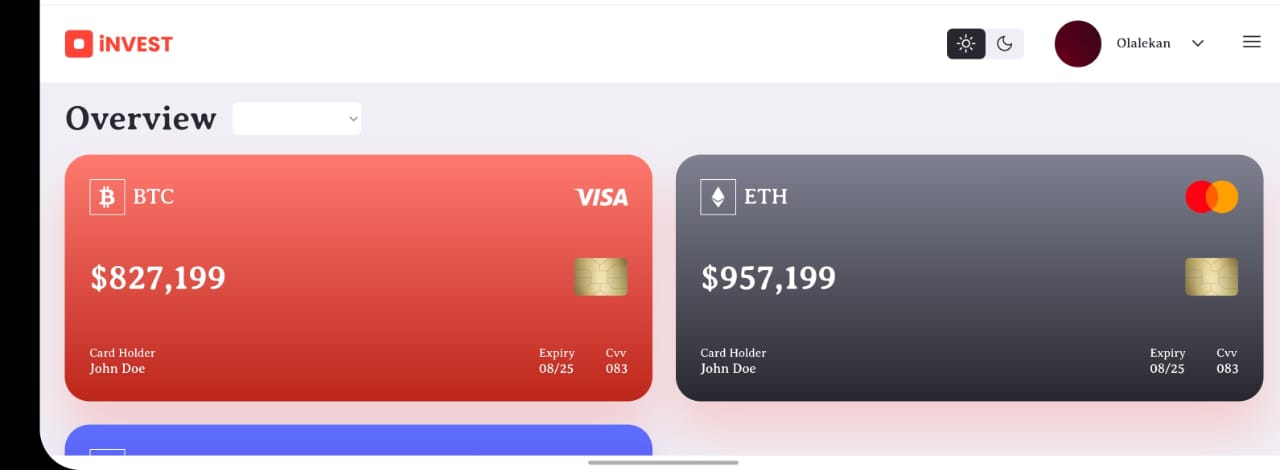 iNVEST
Olalekan
Overview
BTC
VISA
$827,199
Card Holder
John Doe
Expiry
08/25
Cvv
083
ETH
$957,199
Card Holder
John Doe
Expiry
08/25
Cvv
083